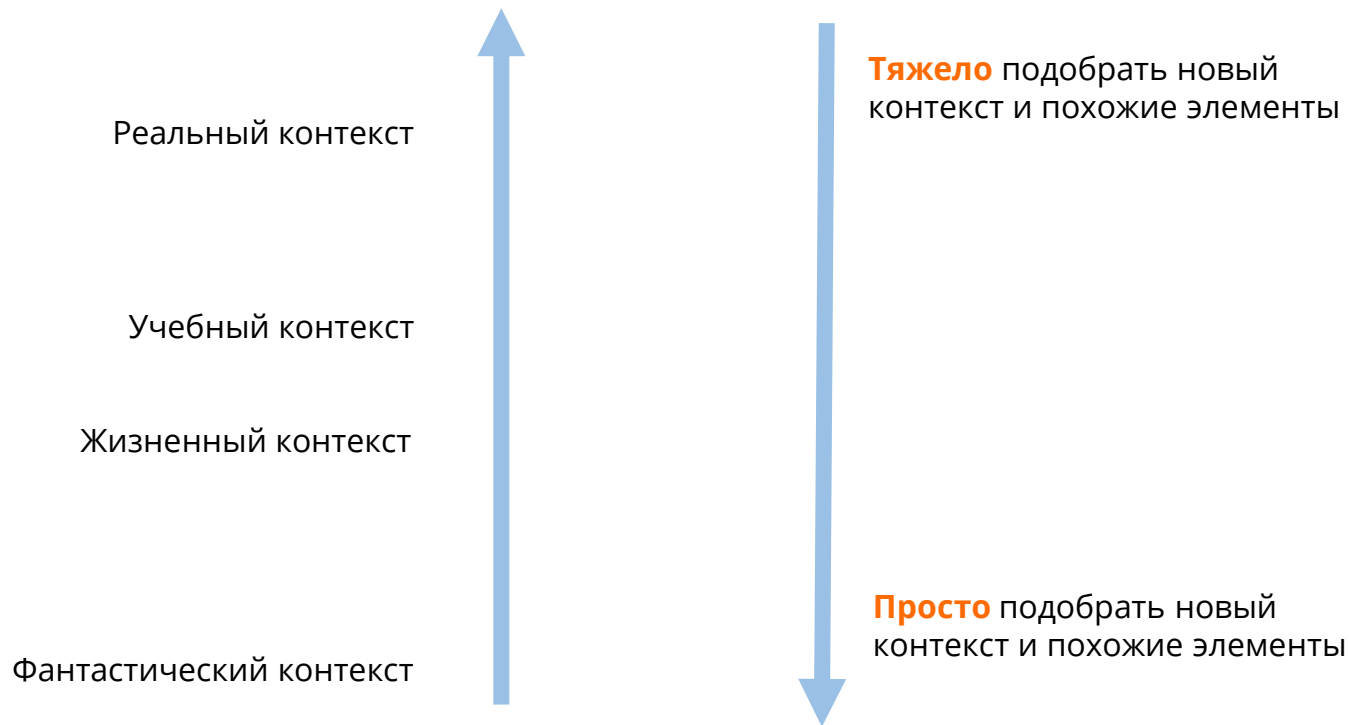 Тяжело подобрать новый
контекст и похожие элементы
Реальный контекст
Учебный контекст
Жизненный контекст
Просто подобрать новый
контекст и похожие элементы
Фантастический контекст